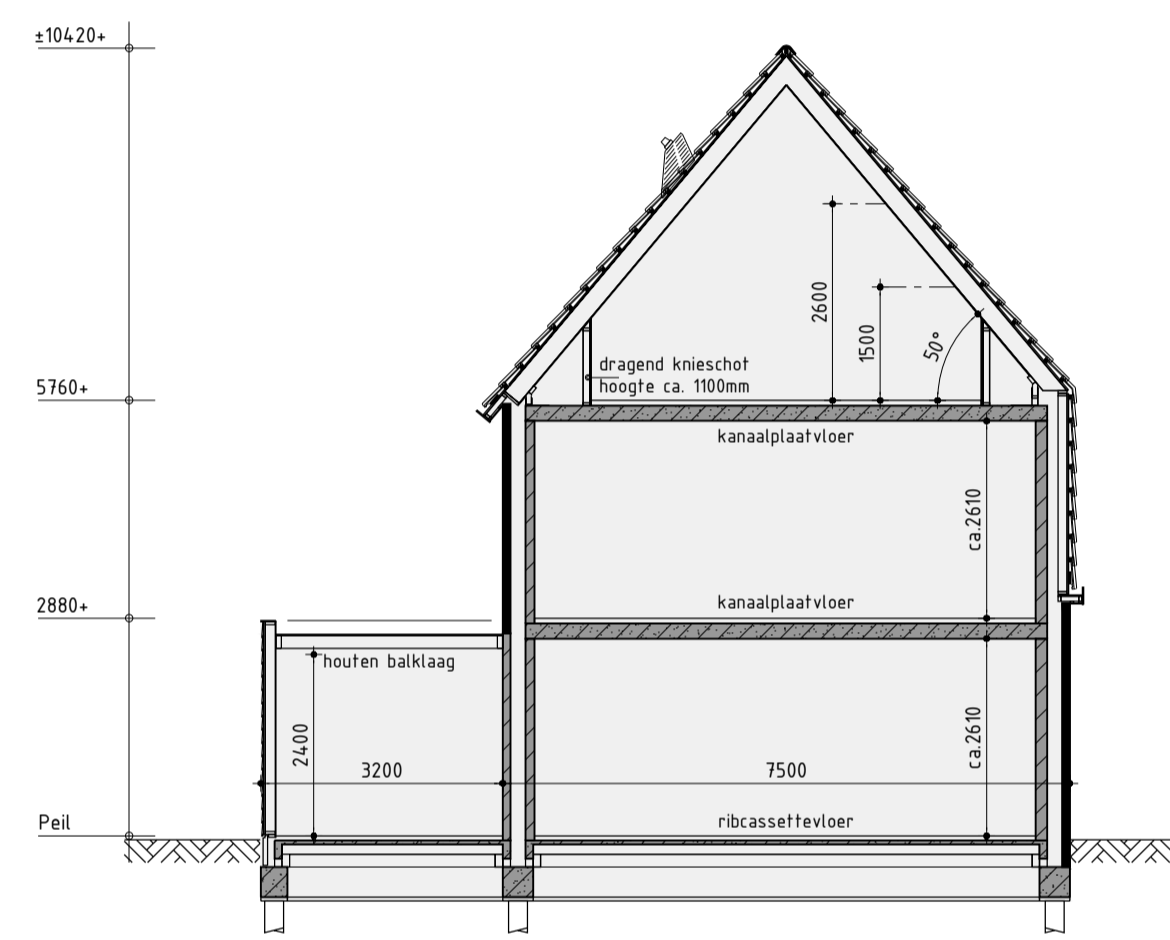 ±10420+
2600
1500
50°
dragend knieschot
hoogte ca. 1100mm
5760+
kanaalplaatvloer
ca.2610
kanaalplaatvloer
2880+
houten balklaag
2400
3200
ca.2610
7500
Peil
ribcassettevloer